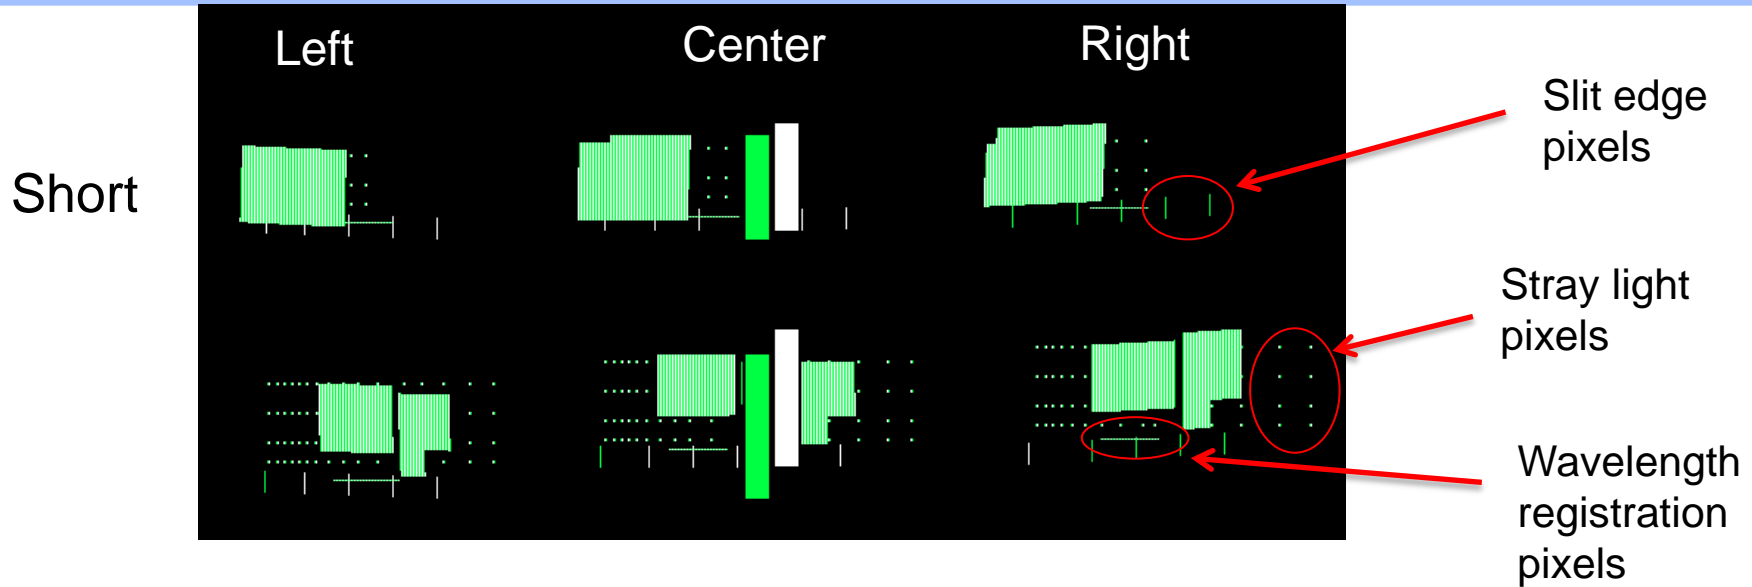 Left
Center
Right
Short
Slit edge
pixels
Stray light
pixels
Wavelength
registration
pixels